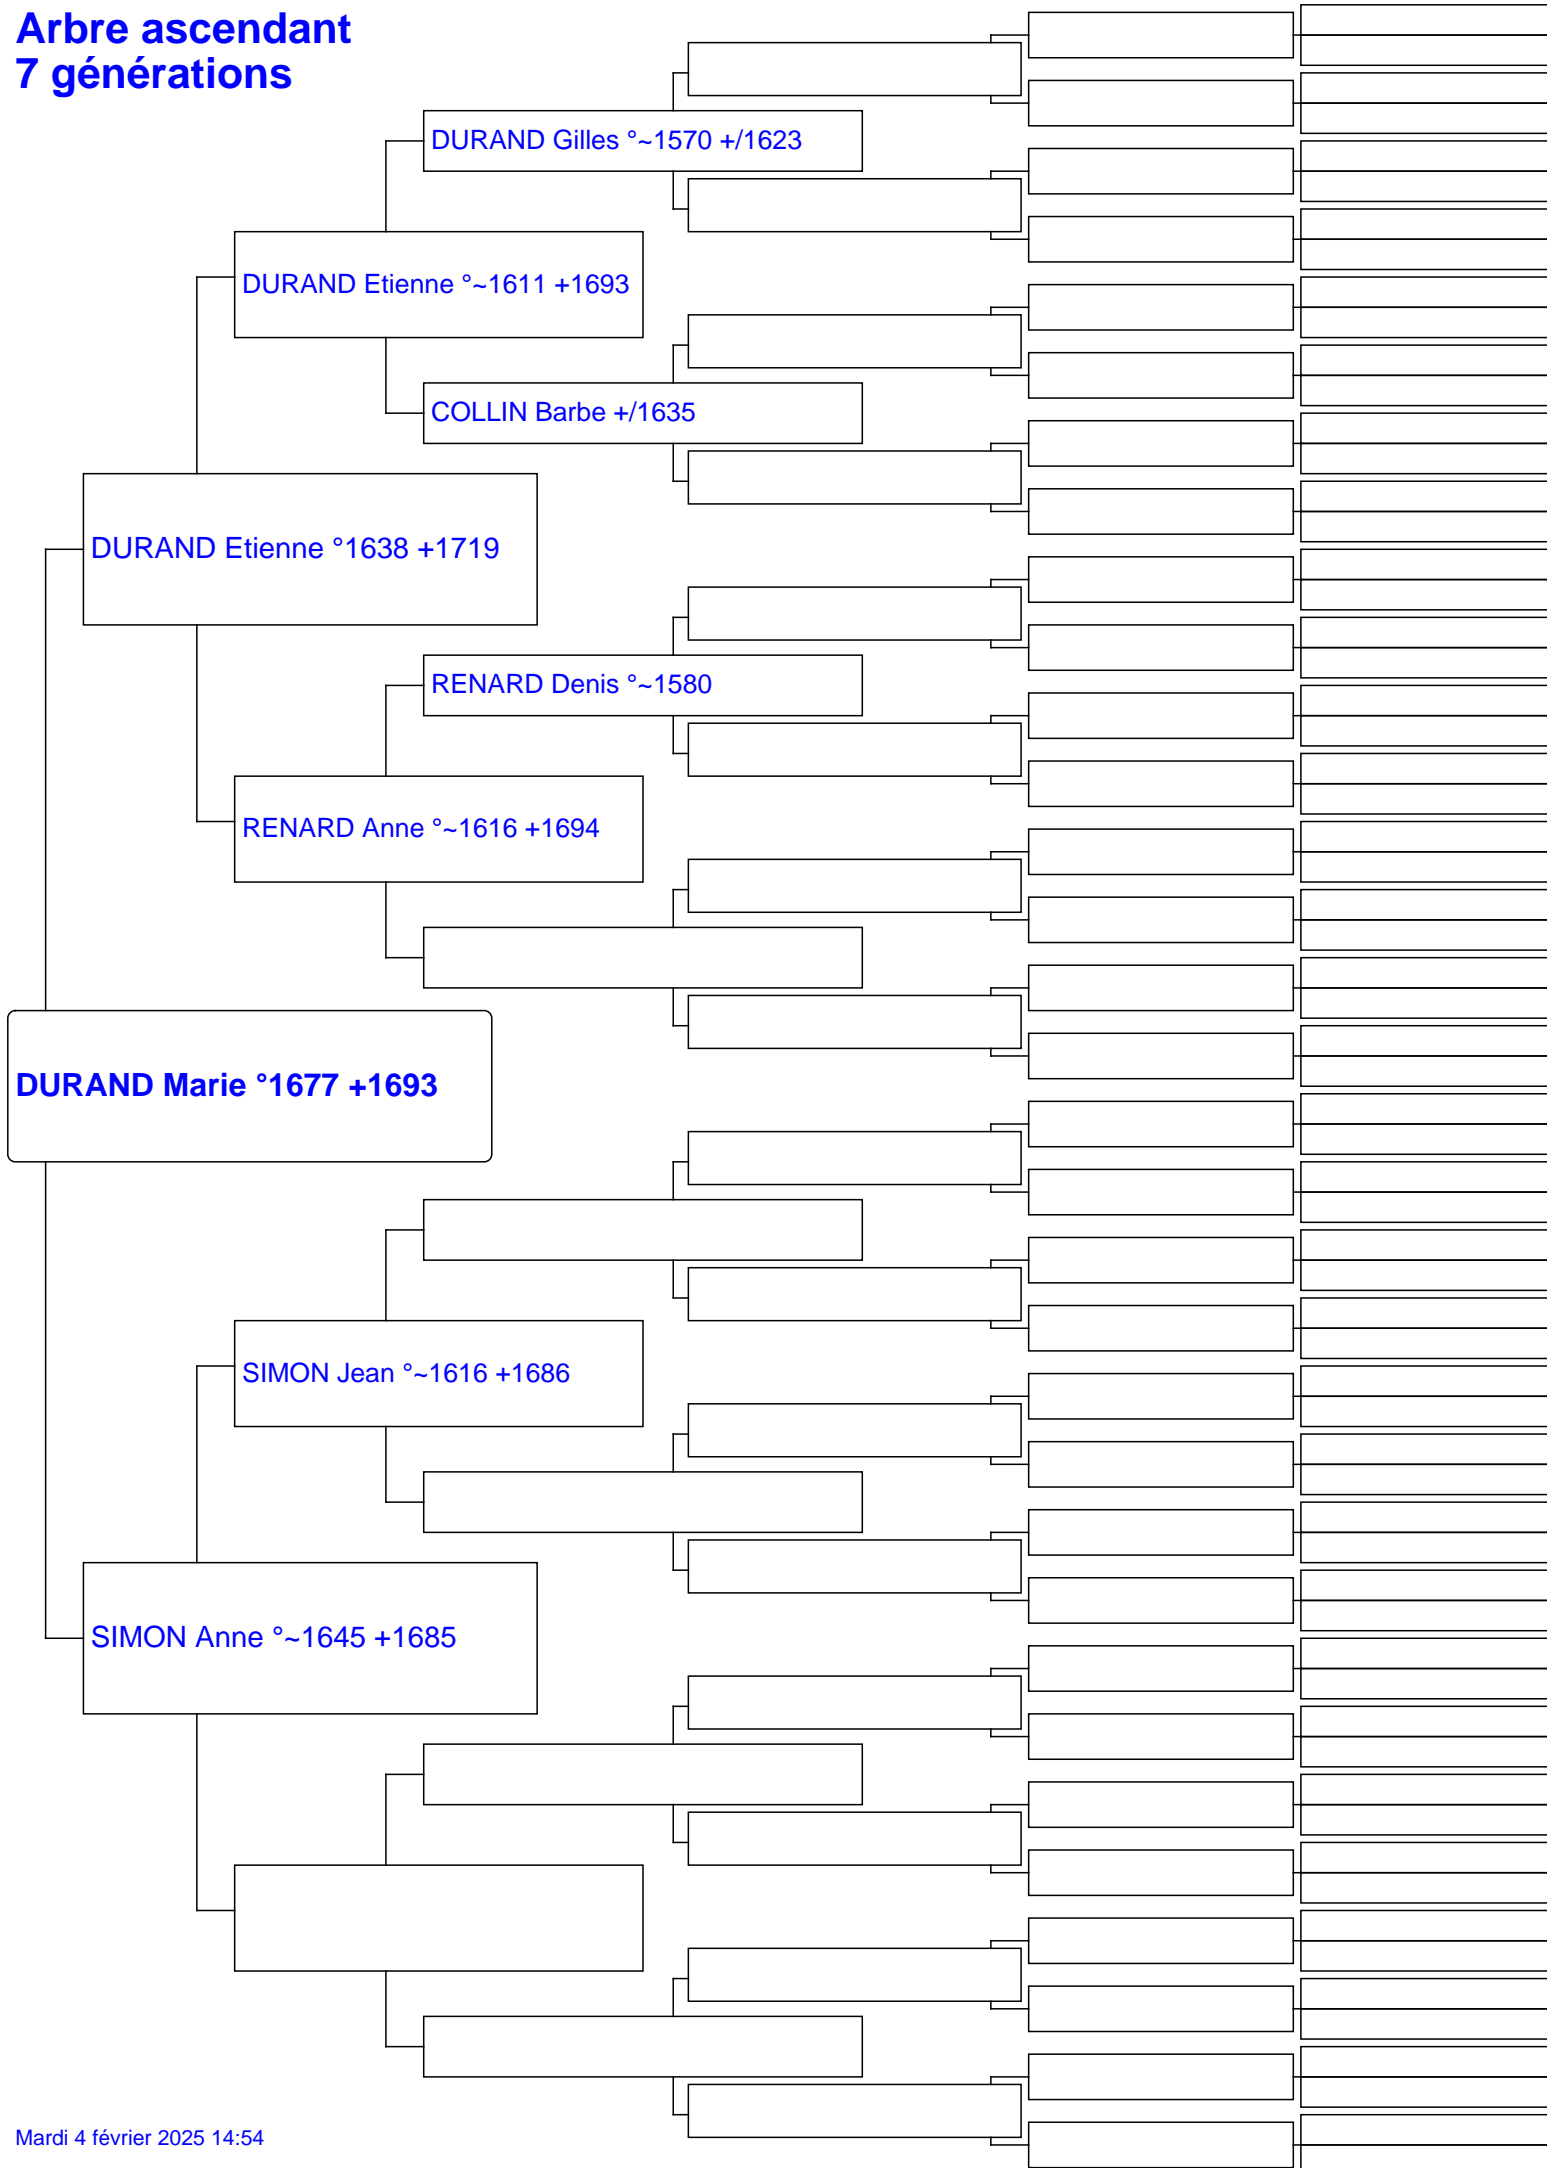 Arbre ascendant
7 générations
DURAND Gilles °~1570 +/1623
DURAND Etienne °~1611 +1693
COLLIN Barbe +/1635
DURAND Etienne °1638 +1719
RENARD Denis °~1580
RENARD Anne °~1616 +1694
DURAND Marie °1677 +1693
SIMON Jean °~1616 +1686
SIMON Anne °~1645 +1685
Mardi 4 février 2025 14:54